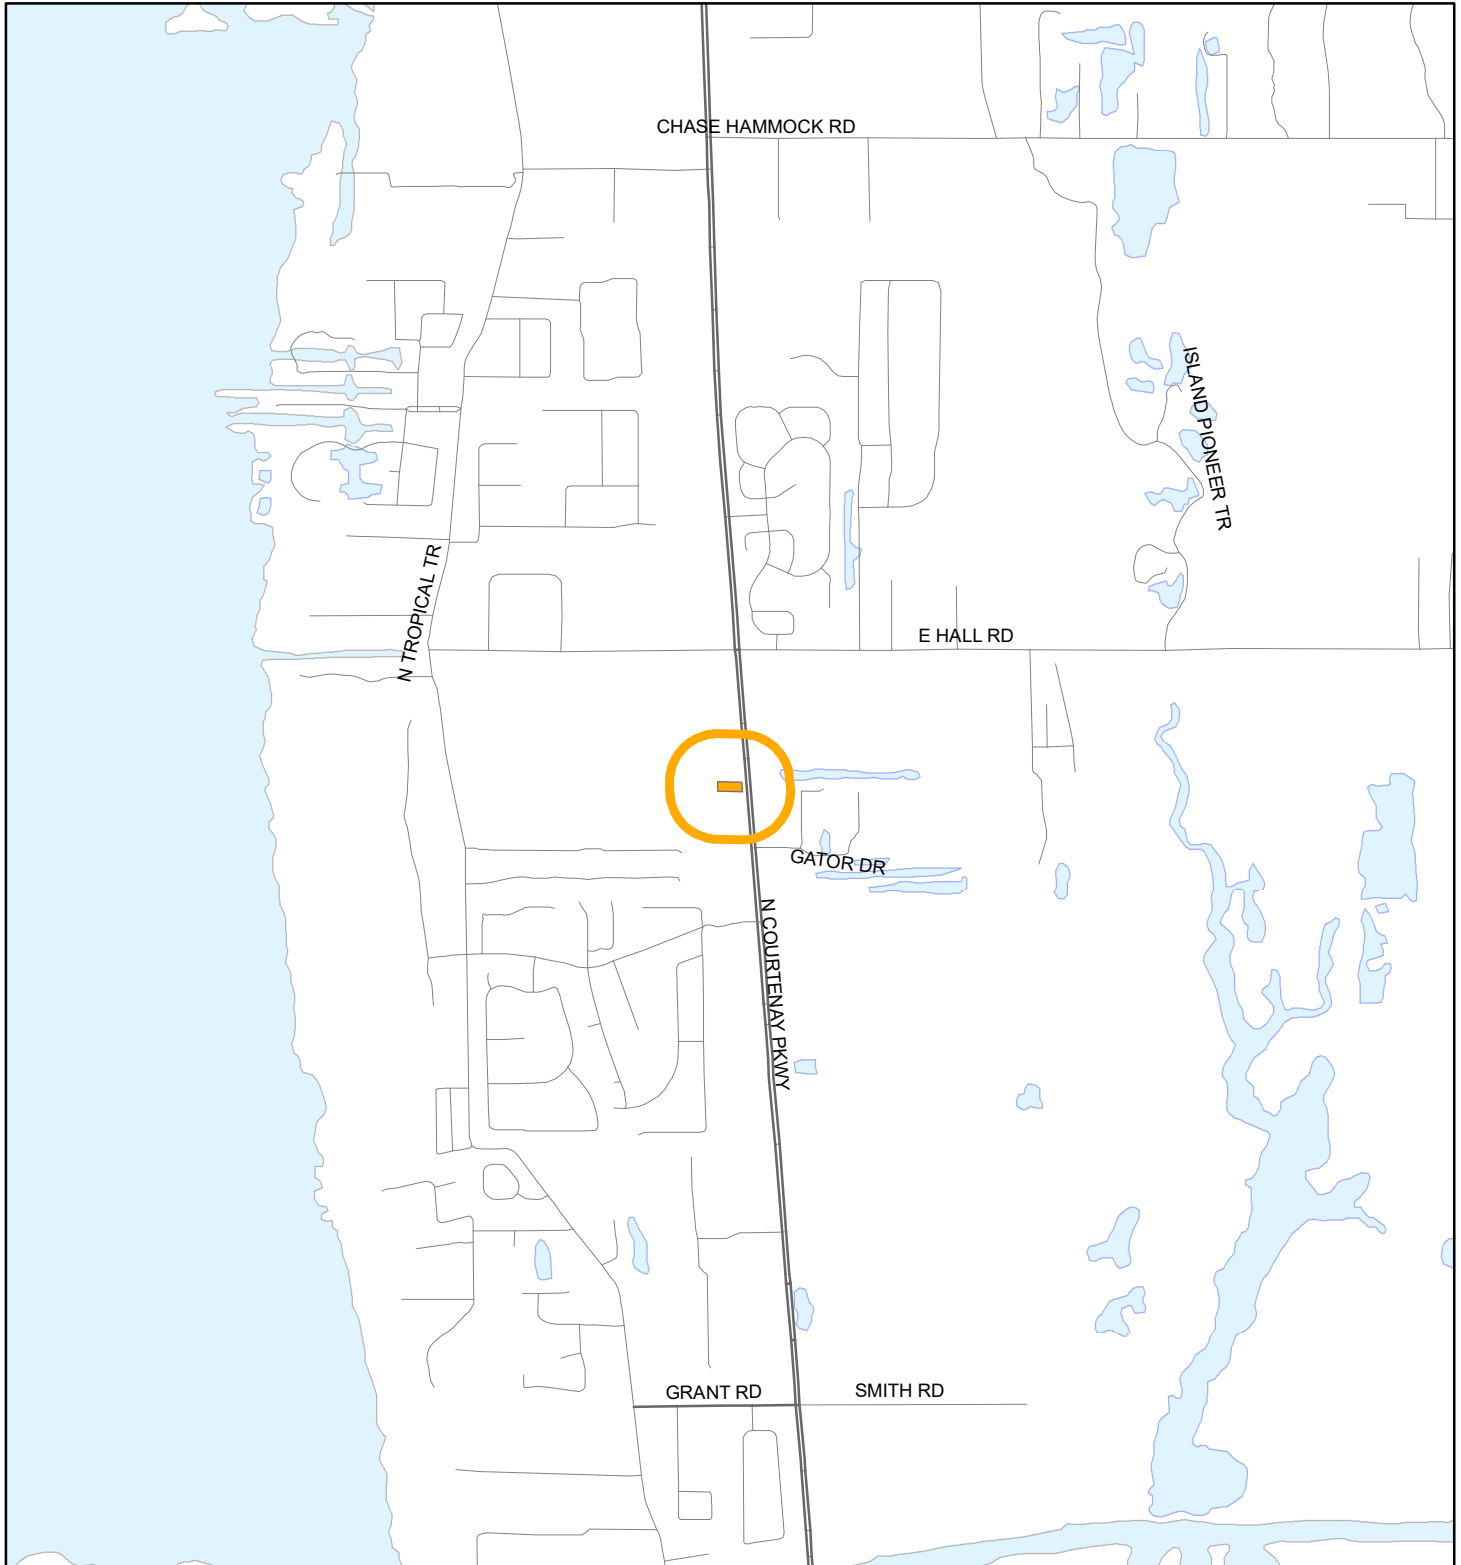 CHASE HAMMOCK RD
ISLAND PIONEER TR
N TROPICAL TR
E HALL RD
GATOR DR
N COURTENAY PKWY
GRANT RD
SMITH RD